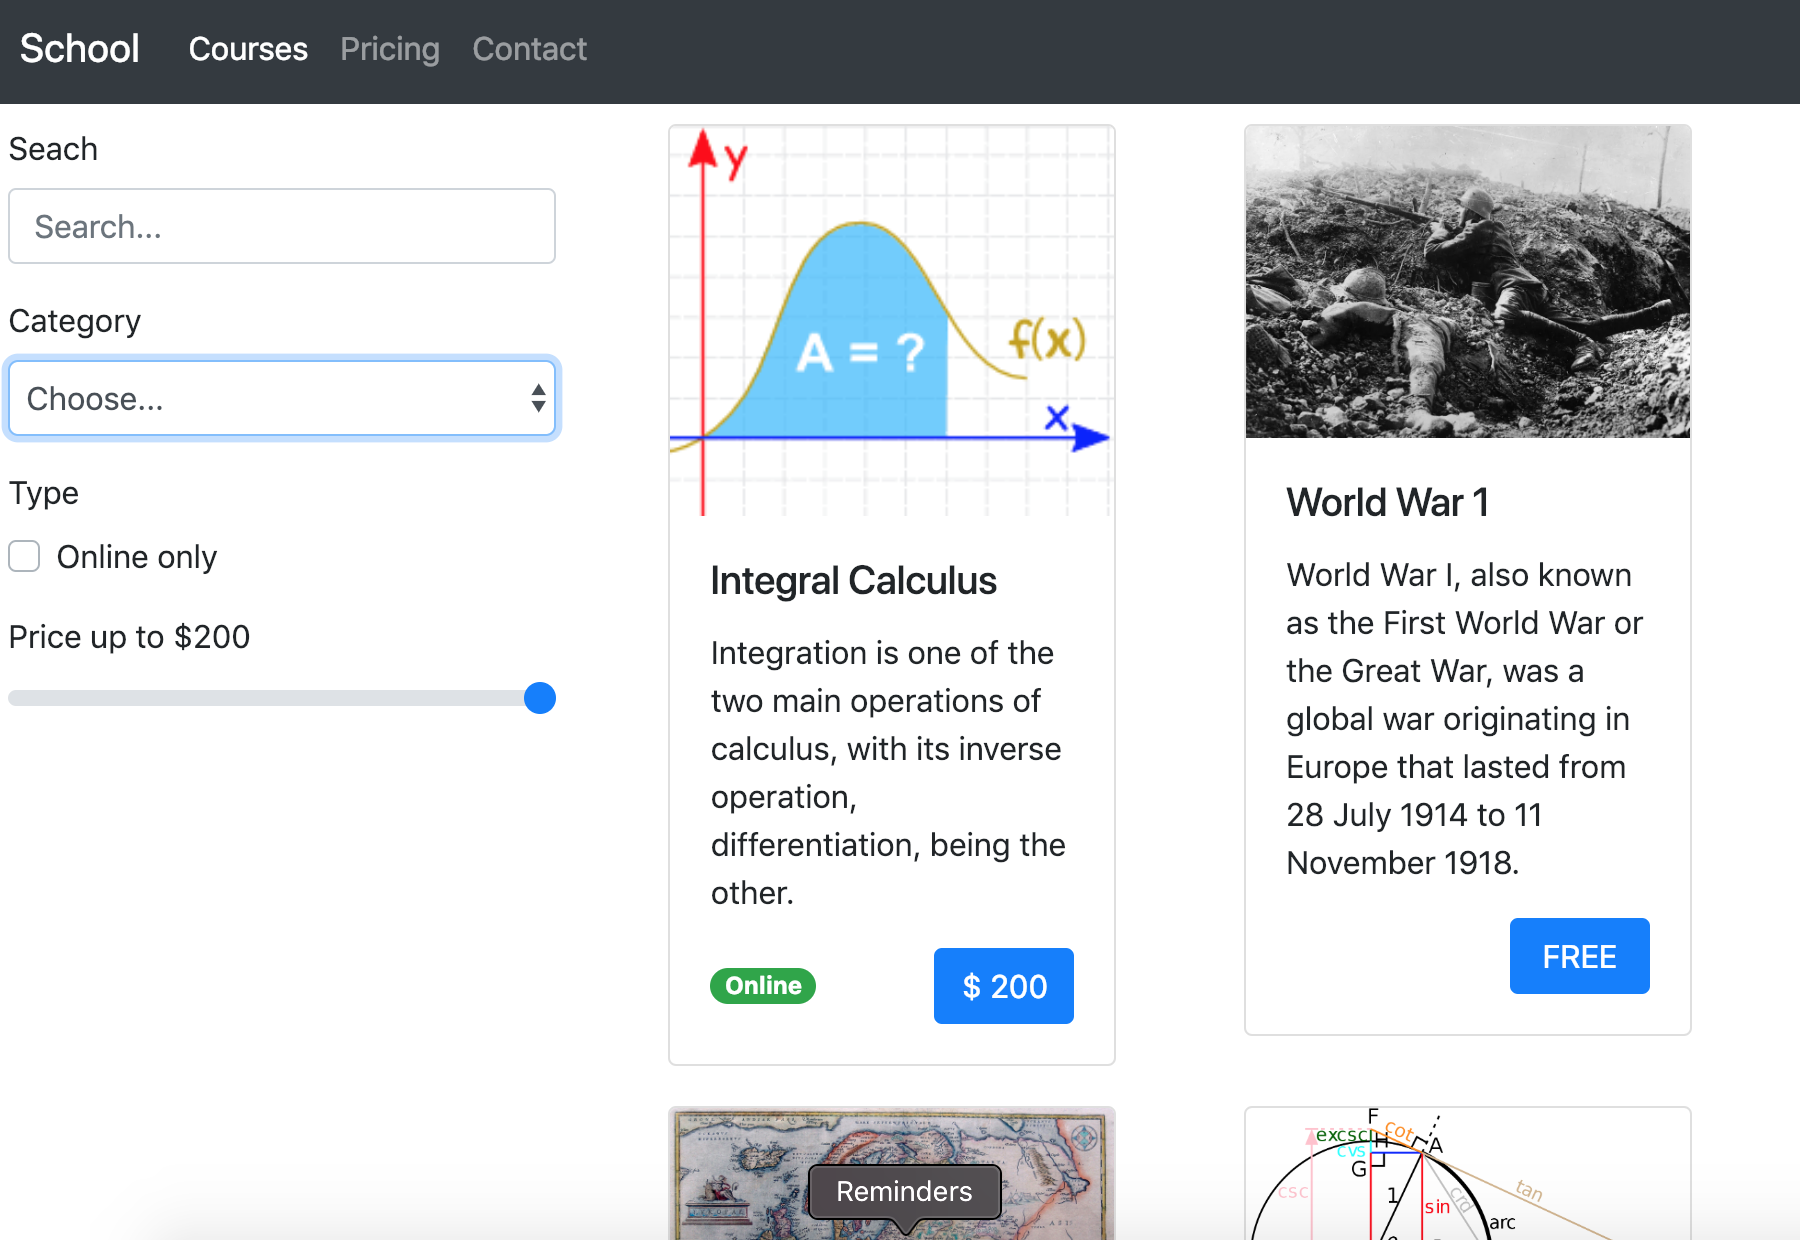 School Courses Pricing Contact
Seach
Search...
Category
Choose...
Type
Online only
Price up to $200
y
A = ?
f(x)
x
Integral Calculus
Integration is one of the
two main operations of
calculus, with its inverse
operation,
differentiation, being the
other.
Online
$ 200
World War 1
World War I, also known
as the First World War or
the Great War, was a
global war originating in
Europe that lasted from
28 July 1914 to 11
November 1918.
FREE
Reminders
F
cot
excsc
H
A
cvs
G
csc
1
sin
crd
tan
arc